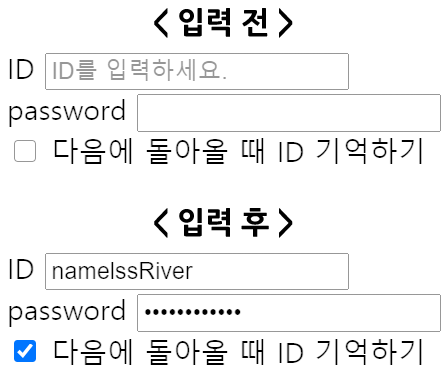 < 입력 전 >
ID ID를 입력하세요.
password
다음에 돌아올 때 ID 기억하기
< 입력 후 >
ID nameIssRiver
password ••••••••••••
다음에 돌아올 때 ID 기억하기